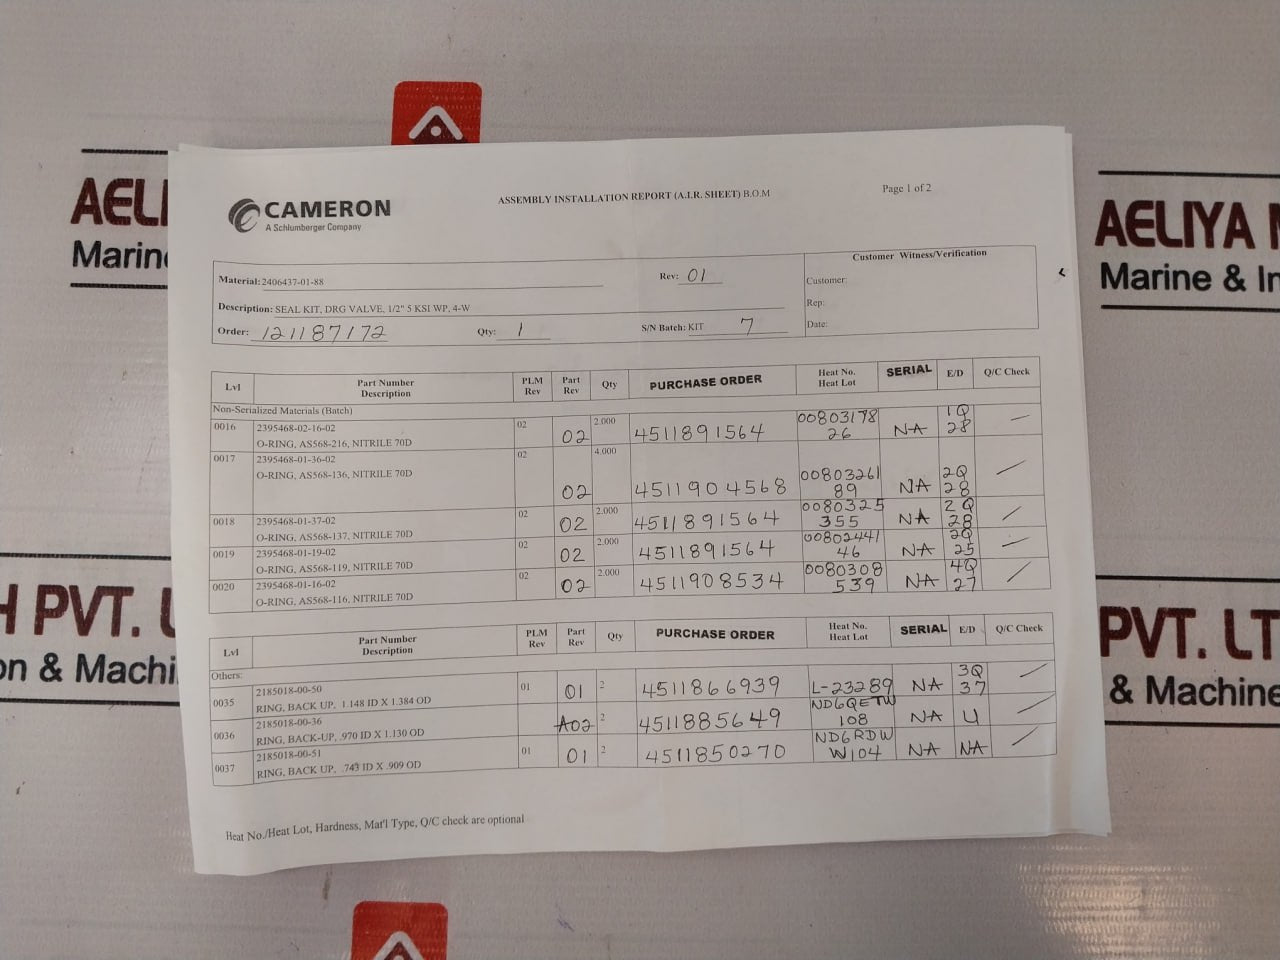 AELI
Marine
AELIYA M
Marine & In
H PVT. L
on & Machi
PVT. LT
& Machine
CAMERON
A Schlumberger Company
ASSEMBLY INSTALLATION REPORT (A.I.R. SHEET) B.O.M
Page 1 of 2
Material: 2406437-01-88
Rev: 01
Description: SEAL KIT, DRG VALVE, 1/2" 5 KSI WP, 4-W
Order: 121187172 Qty: 1 S/N Batch: KIT 7
Customer Witness/Verification
Customer:
Rep:
Date:
Lvl Part Number Description PLM Rev Part Rev Qty PURCHASE ORDER Heat No. Heat Lot SERIAL E/D Q/C Check
Non-Serialized Materials (Batch)
0016 2395468-02-16-02 02 02 2.000 4511891564 00803178 26 NA 1Q 28
O-RING, AS568-216, NITRILE 70D
0017 2395468-01-36-02 02 02 4.000 4511904568 00803261 89 NA 2Q 28
O-RING, AS568-136, NITRILE 70D
0018 2395468-01-37-02 02 02 2.000 4511891564 0080325 355 NA 2Q 28
O-RING, AS568-137, NITRILE 70D
0019 2395468-01-19-02 02 02 2.000 4511891564 00802441 46 NA 2Q 25
O-RING, AS568-119, NITRILE 70D
0020 2395468-01-16-02 02 02 2.000 4511908534 0080308 539 NA 4Q 27
O-RING, AS568-116, NITRILE 70D
Lvl Part Number Description PLM Rev Part Rev Qty PURCHASE ORDER Heat No. Heat Lot SERIAL E/D Q/C Check
Others:
0035 2185018-00-50 01 01 2 4511866939 L-23289 NA 3Q 37
RING, BACK UP, 1.148 ID X 1.384 OD
0036 2185018-00-36 A02 2 4511885649 ND6QETW 108 NA U
RING, BACK-UP, .970 ID X 1.130 OD
0037 2185018-00-51 01 01 2 4511850270 ND6RDW W104 NA NA
RING, BACK UP, .743 ID X .909 OD
Heat No./Heat Lot, Hardness, Mat'l Type, Q/C check are optional